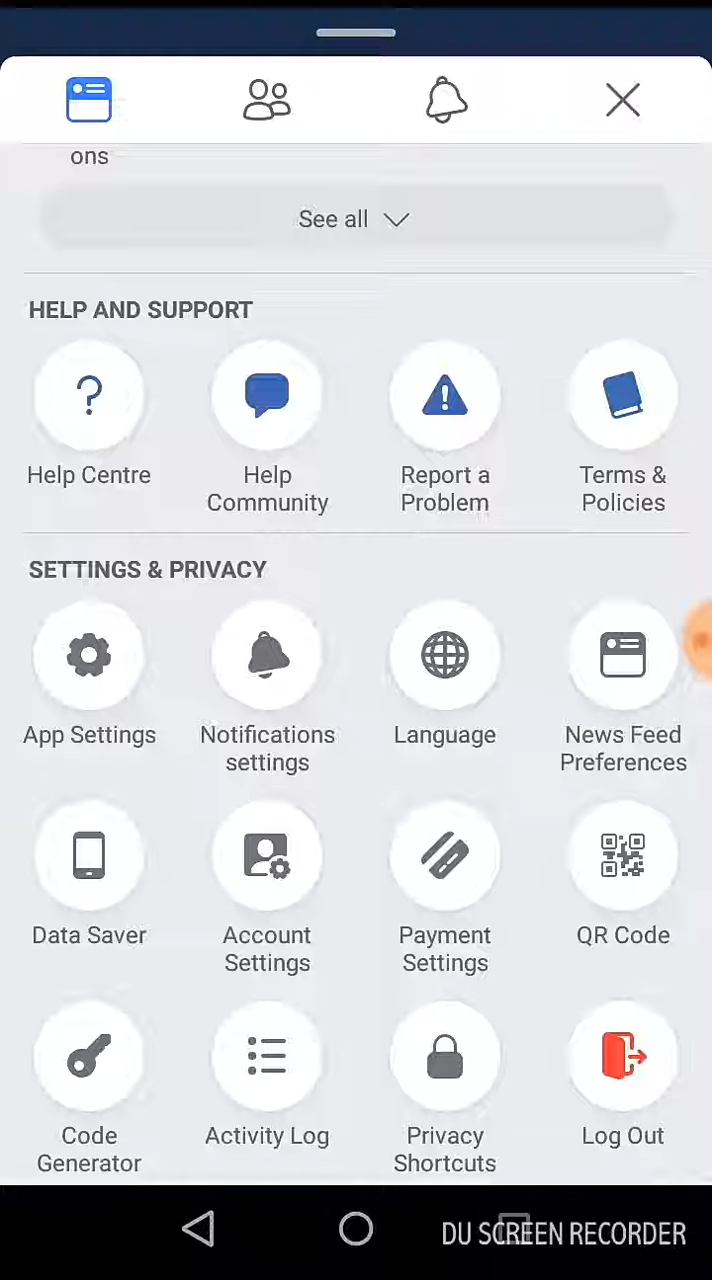 ons
See all
HELP AND SUPPORT
Help Centre
Help
Community
Report a
Problem
Terms &
Policies
SETTINGS & PRIVACY
App Settings
Notifications
settings
Language
News Feed
Preferences
Data Saver
Account
Settings
Payment
Settings
QR Code
Code
Generator
Activity Log
Privacy
Shortcuts
Log Out
DU SCREEN RECORDER